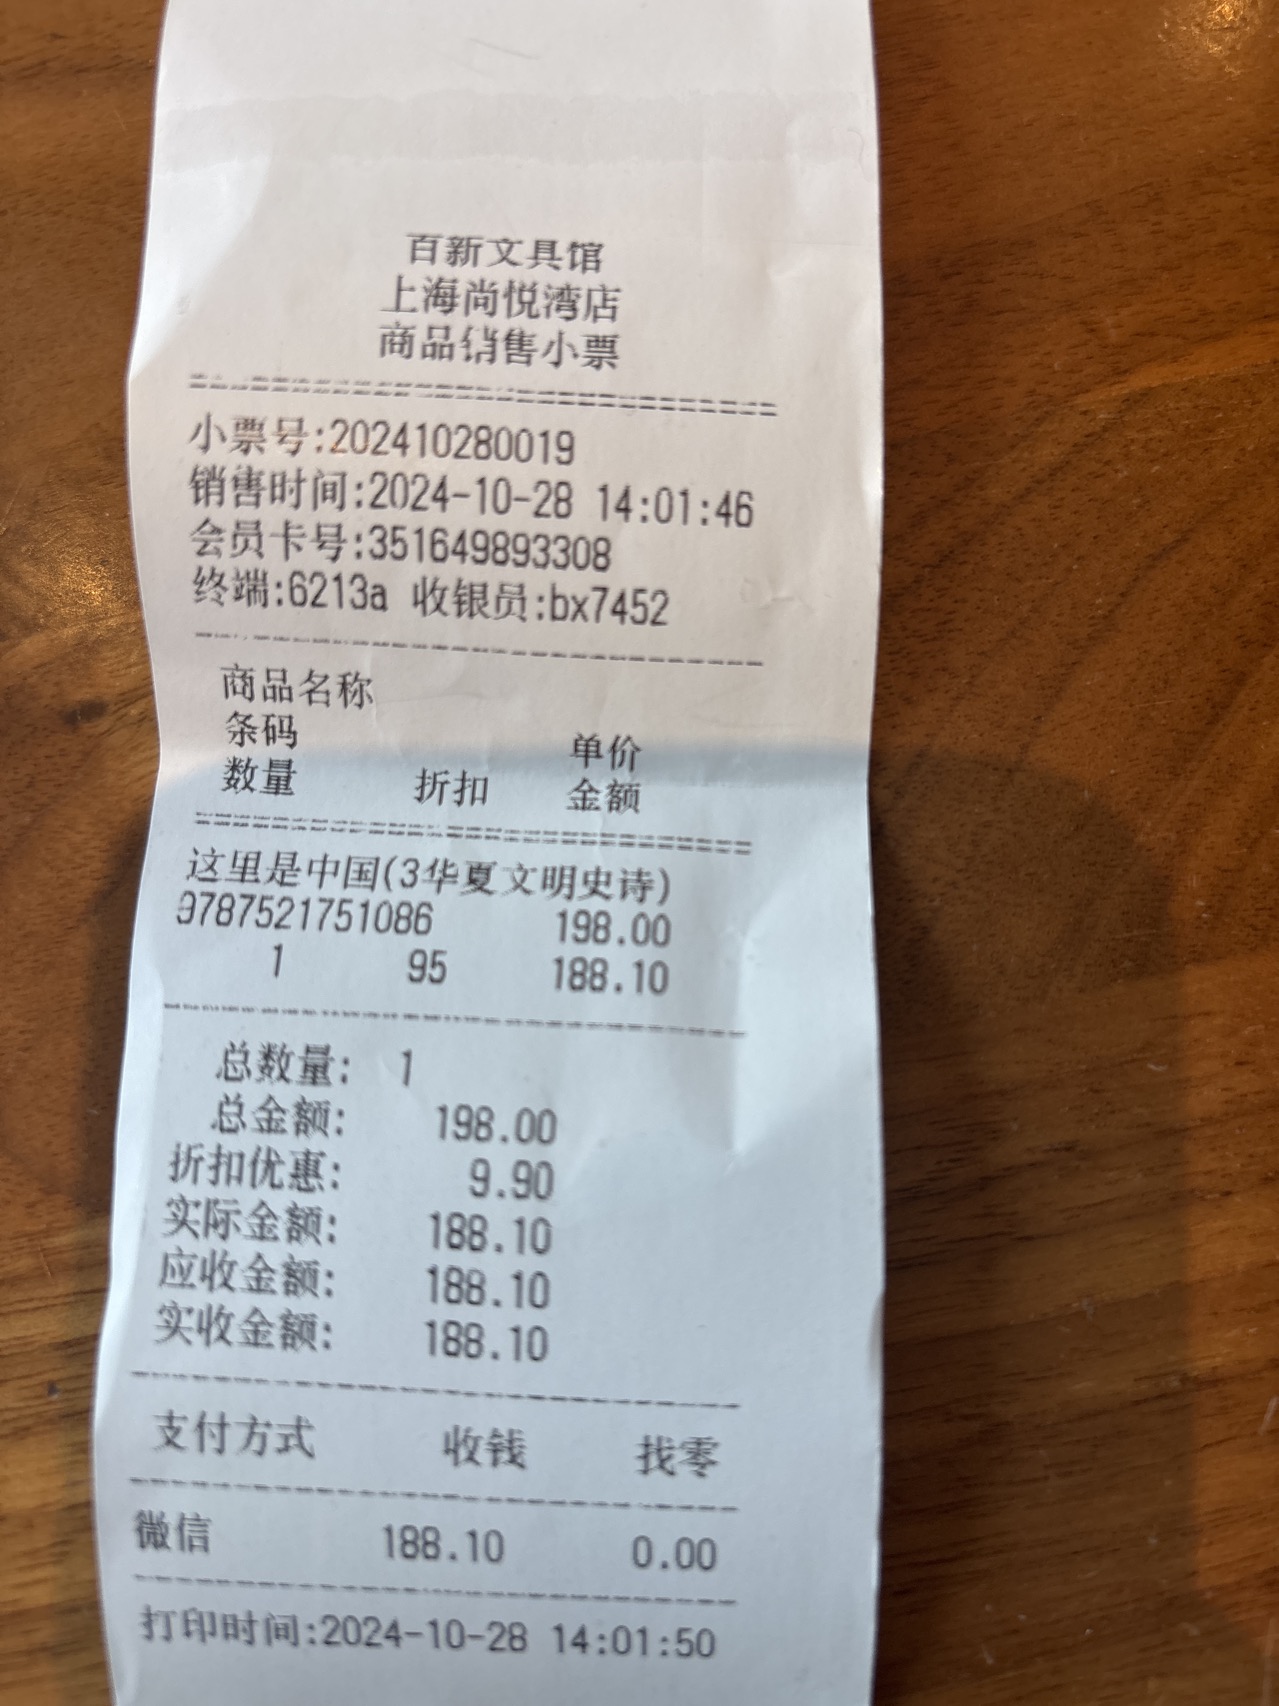 百新文具馆
上海尚悦湾店
商品销售小票
小票号:202410280019
销售时间:2024-10-28 14:01:46
会员卡号:351649893308
终端:6213a 收银员:bx7452
商品名称
条码 单价
数量 折扣 金额
这里是中国(3华夏文明史诗)
9787521751086 198.00
1 95 188.10
总数量: 1
总金额: 198.00
折扣优惠: 9.90
实际金额: 188.10
应收金额: 188.10
实收金额: 188.10
支付方式 收钱 找零
微信 188.10 0.00
打印时间:2024-10-28 14:01:50